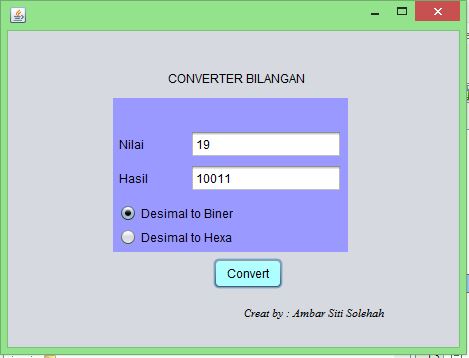 CONVERTER BILANGAN
Nilai 19
Hasil 10011
Desimal to Biner
Desimal to Hexa
Convert
Creat by : Ambar Siti Solehah